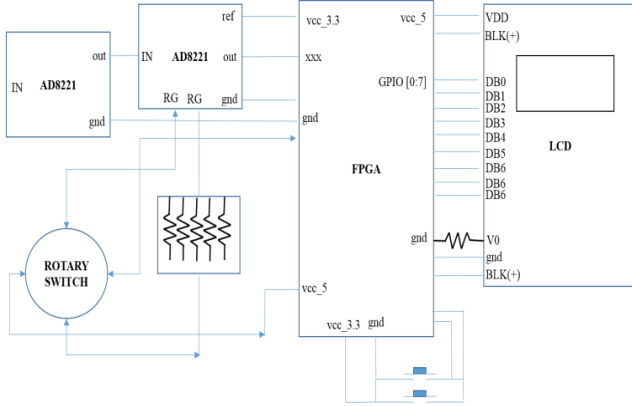 IN
AD8221
out
gnd
IN
AD8221
ref
out
gnd
RG RG
vcc_3.3
xxx
gnd
vcc_5
GPIO [0:7]
FPGA
gnd
vcc_5
vcc_3.3 gnd
VDD
BLK(+)
DB0
DB1
DB2
DB3
DB4
DB5
DB6
DB6
DB6
LCD
V0
gnd
BLK(+)
ROTARY
SWITCH